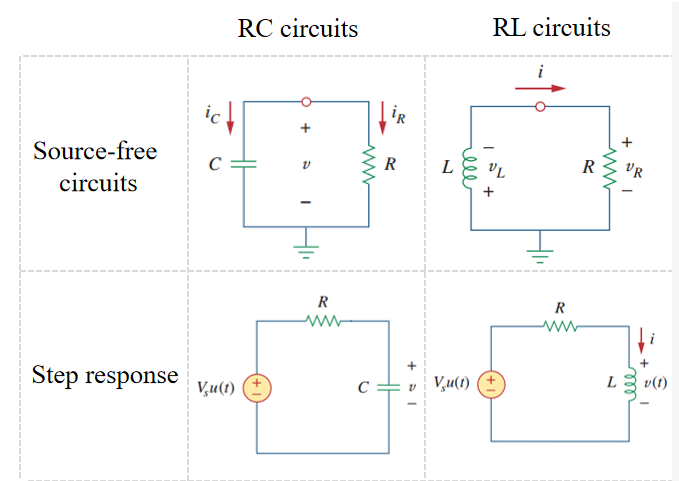 RC circuits
RL circuits
Source-free
circuits
i_C
+
i_R
C
v
R
−
i
−
+
L
v_L
R
v_R
+
−
Step response
R
V_s u(t)
+
−
C
+
v
−
R
i
V_s u(t)
+
−
L
+
v(t)
−